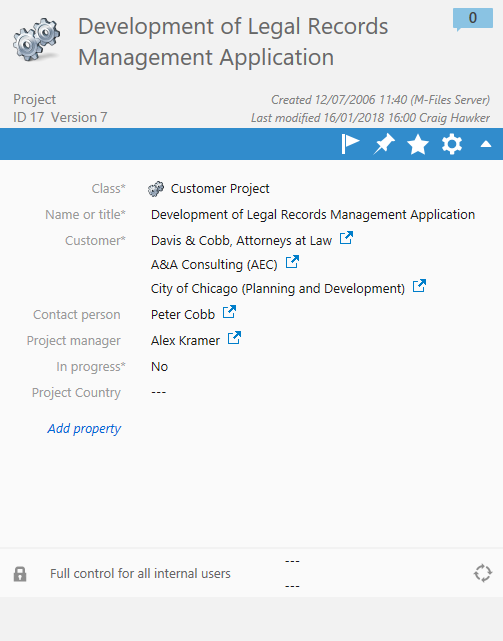 0
Development of Legal Records
Management Application
Project
Created 12/07/2006 11:40 (M-Files Server)
ID 17 Version 7
Last modified 16/01/2018 16:00 Craig Hawker
Class* Customer Project
Name or title* Development of Legal Records Management Application
Customer* Davis & Cobb, Attorneys at Law
A&A Consulting (AEC)
City of Chicago (Planning and Development)
Contact person Peter Cobb
Project manager Alex Kramer
In progress* No
Project Country ---
Add property
---
Full control for all internal users
---